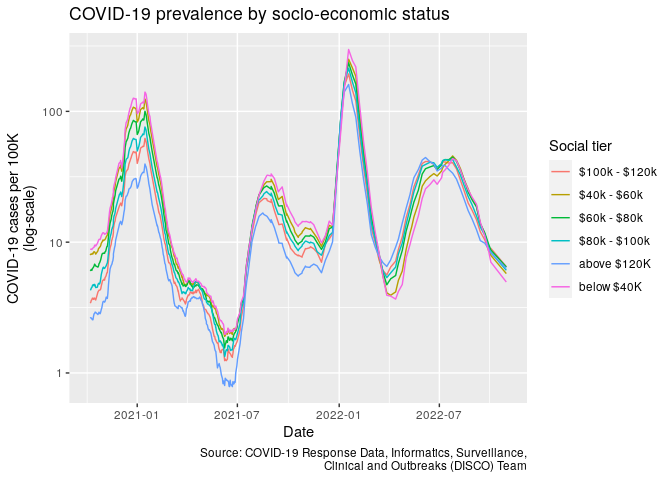 COVID-19 prevalence by socio-economic status
COVID-19 cases per 100K
(log-scale)
100
10
1
2021-01
2021-07
2022-01
2022-07
Date
Social tier
$100k - $120k
$40k - $60k
$60k - $80k
$80k - $100k
above $120K
below $40K
Source: COVID-19 Response Data, Informatics, Surveillance,
Clinical and Outbreaks (DISCO) Team